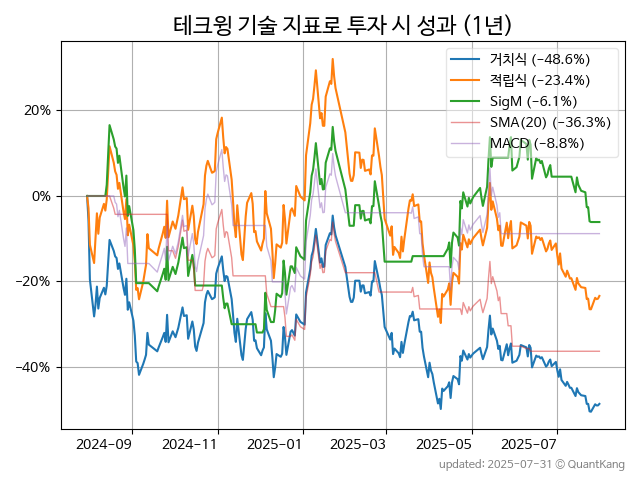 테크윙 기술 지표로 투자 시 성과 (1년)
거치식 (−48.6%)
적립식 (−23.4%)
SigM (−6.1%)
SMA(20) (−36.3%)
MACD (−8.8%)
20%
0%
−20%
−40%
2024-09 2024-11 2025-01 2025-03 2025-05 2025-07
updated: 2025-07-31 © QuantKang